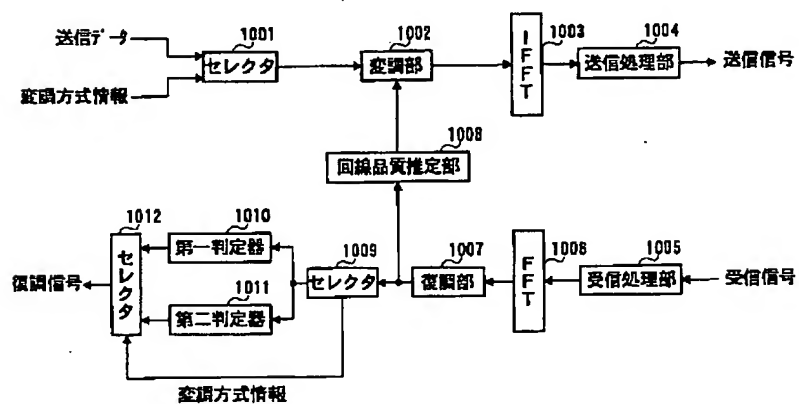 送信データ
変調方式情報
1001
セレクタ
1002
変調部
1003
IFFT
1004
送信処理部
送信信号
1008
回線品質推定部
1012
セレクタ
復調信号
1010
第一判定器
1011
第二判定器
1009
セレクタ
1007
復調部
1006
FFT
1005
受信処理部
受信信号
変調方式情報